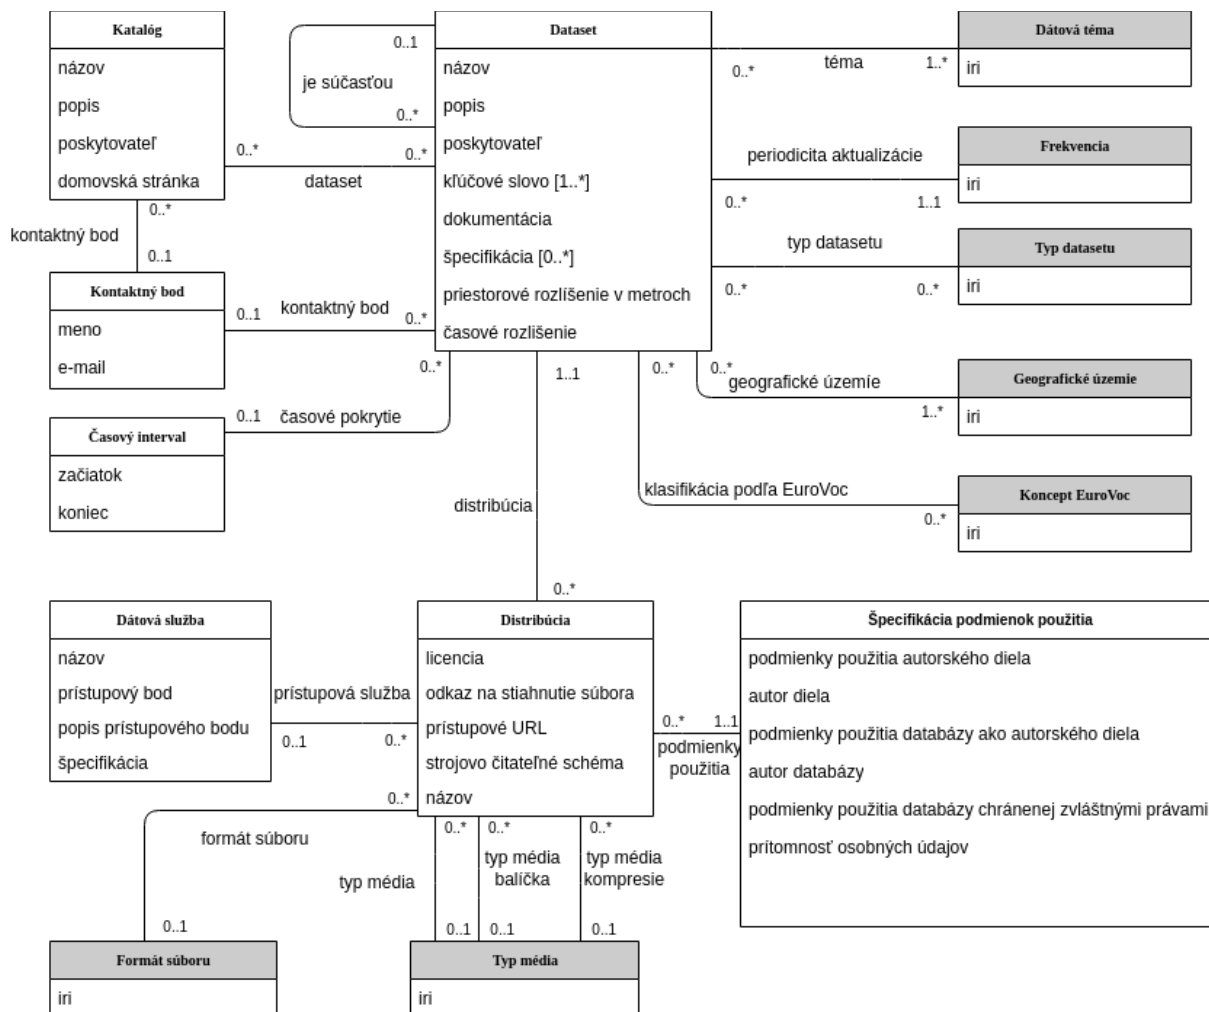 Katalóg
názov
popis
poskytovateľ
domovská stránka
0..1
je súčasťou
0..*
Dataset
názov
popis
poskytovateľ
kľúčové slovo [1..*]
dokumentácia
špecifikácia [0..*]
priestorové rozlíšenie v metroch
časové rozlišenie
0..*
téma
1..*
Dátová téma
iri
periodicita aktualizácie
0..*
1..1
Frekvencia
iri
typ datasetu
0..*
0..*
Typ datasetu
iri
0..*
dataset
0..*
0..*
kontaktný bod
0..1
Kontaktný bod
meno
e-mail
0..1
kontaktný bod
0..*
0..*
0..1
časové pokrytie
Časový interval
začiatok
koniec
1..1
distribúcia
0..*
0..*
0..*
geografické územíe
1..*
Geografické územie
iri
klasifikácia podľa EuroVoc
0..*
Koncept EuroVoc
iri
Dátová služba
názov
prístupový bod
popis prístupového bodu
špecifikácia
prístupová služba
0..1
0..*
Distribúcia
licencia
odkaz na stiahnutie súbora
prístupové URL
strojovo čitateľné schéma
názov
0..*
1..1
podmienky
použitia
Špecifikácia podmienok použitia
podmienky použitia autorského diela
autor diela
podmienky použitia databázy ako autorského diela
autor databázy
podmienky použitia databázy chránenej zvláštnými právami
prítomnosť osobných údajov
0..*
formát súboru
0..1
0..*
typ média
0..1
0..*
typ média
balíčka
0..1
0..*
typ média
kompresie
0..1
Formát súboru
iri
Typ média
iri